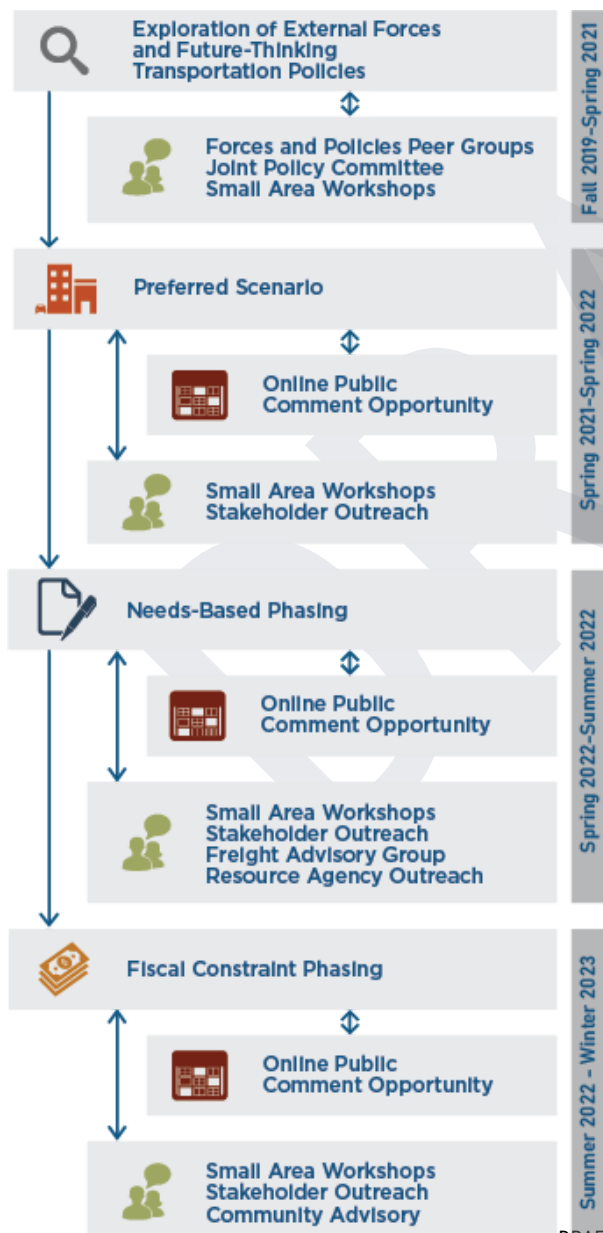 Exploration of External Forces
and Future-Thinking
Transportation Policies
Forces and Policies Peer Groups
Joint Policy Committee
Small Area Workshops
Fall 2019–Spring 2021
Preferred Scenario
Online Public
Comment Opportunity
Small Area Workshops
Stakeholder Outreach
Spring 2021–Spring 2022
Needs-Based Phasing
Online Public
Comment Opportunity
Small Area Workshops
Stakeholder Outreach
Freight Advisory Group
Resource Agency Outreach
Spring 2022–Summer 2022
Fiscal Constraint Phasing
Online Public
Comment Opportunity
Small Area Workshops
Stakeholder Outreach
Community Advisory
Summer 2022 – Winter 2023